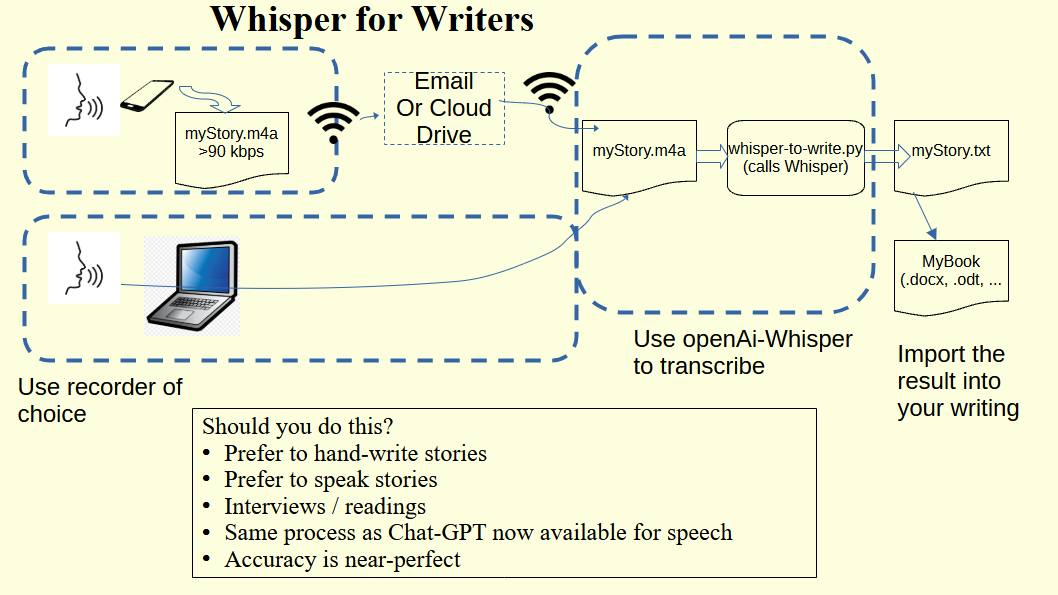 Whisper for Writers
myStory.m4a
>90 kbps
Email
Or Cloud
Drive
myStory.m4a
whisper-to-write.py
(calls Whisper)
myStory.txt
MyBook
(.docx, .odt, ...
Use recorder of
choice
Use openAi-Whisper
to transcribe
Import the
result into
your writing
Should you do this?
• Prefer to hand-write stories
• Prefer to speak stories
• Interviews / readings
• Same process as Chat-GPT now available for speech
• Accuracy is near-perfect